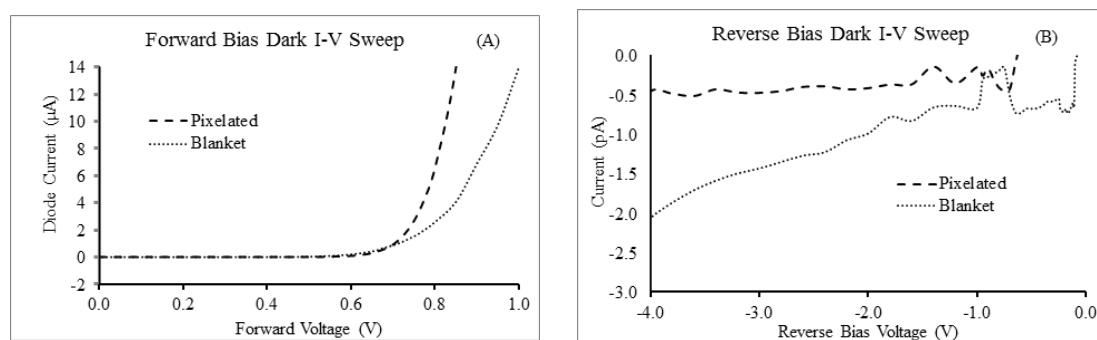 Forward Bias Dark I-V Sweep
(A)
14
12
10
8
6
4
2
0
-2
Diode Current (μA)
Pixelated
Blanket
0.0 0.2 0.4 0.6 0.8 1.0
Forward Voltage (V)
Reverse Bias Dark I-V Sweep
(B)
0.0
-0.5
-1.0
-1.5
-2.0
-2.5
-3.0
Current (pA)
Pixelated
Blanket
-4.0 -3.0 -2.0 -1.0 0.0
Reverse Bias Voltage (V)